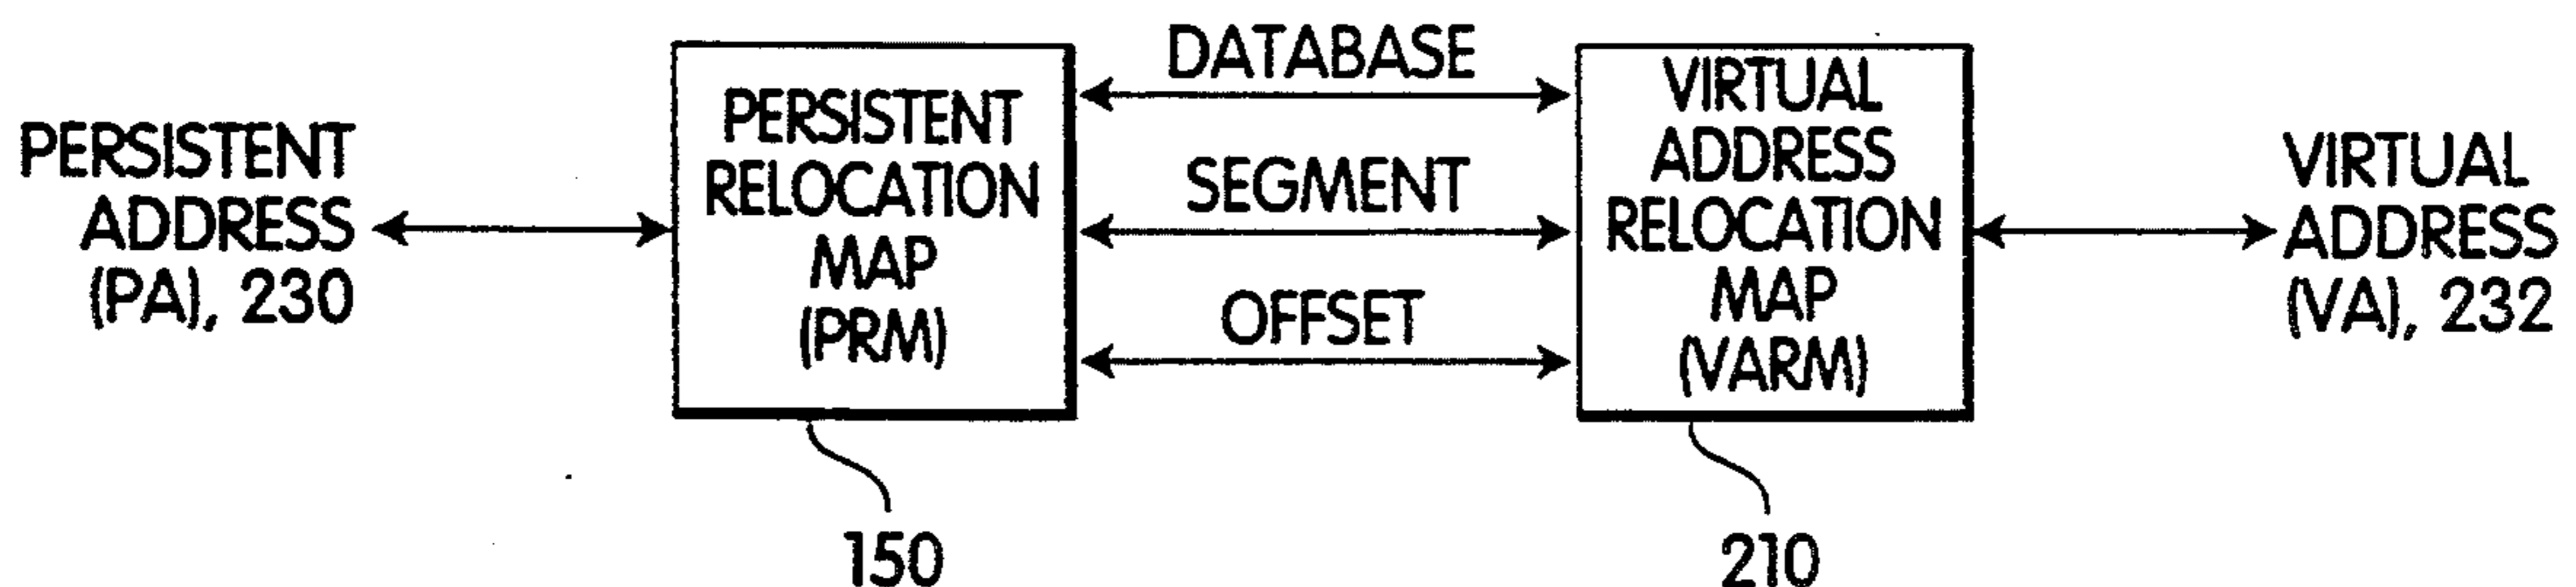 PERSISTENT
ADDRESS
(PA), 230
PERSISTENT
RELOCATION
MAP
(PRM)
150
DATABASE
SEGMENT
OFFSET
VIRTUAL
ADDRESS
RELOCATION
MAP
(VARM)
210
VIRTUAL
ADDRESS
(VA), 232